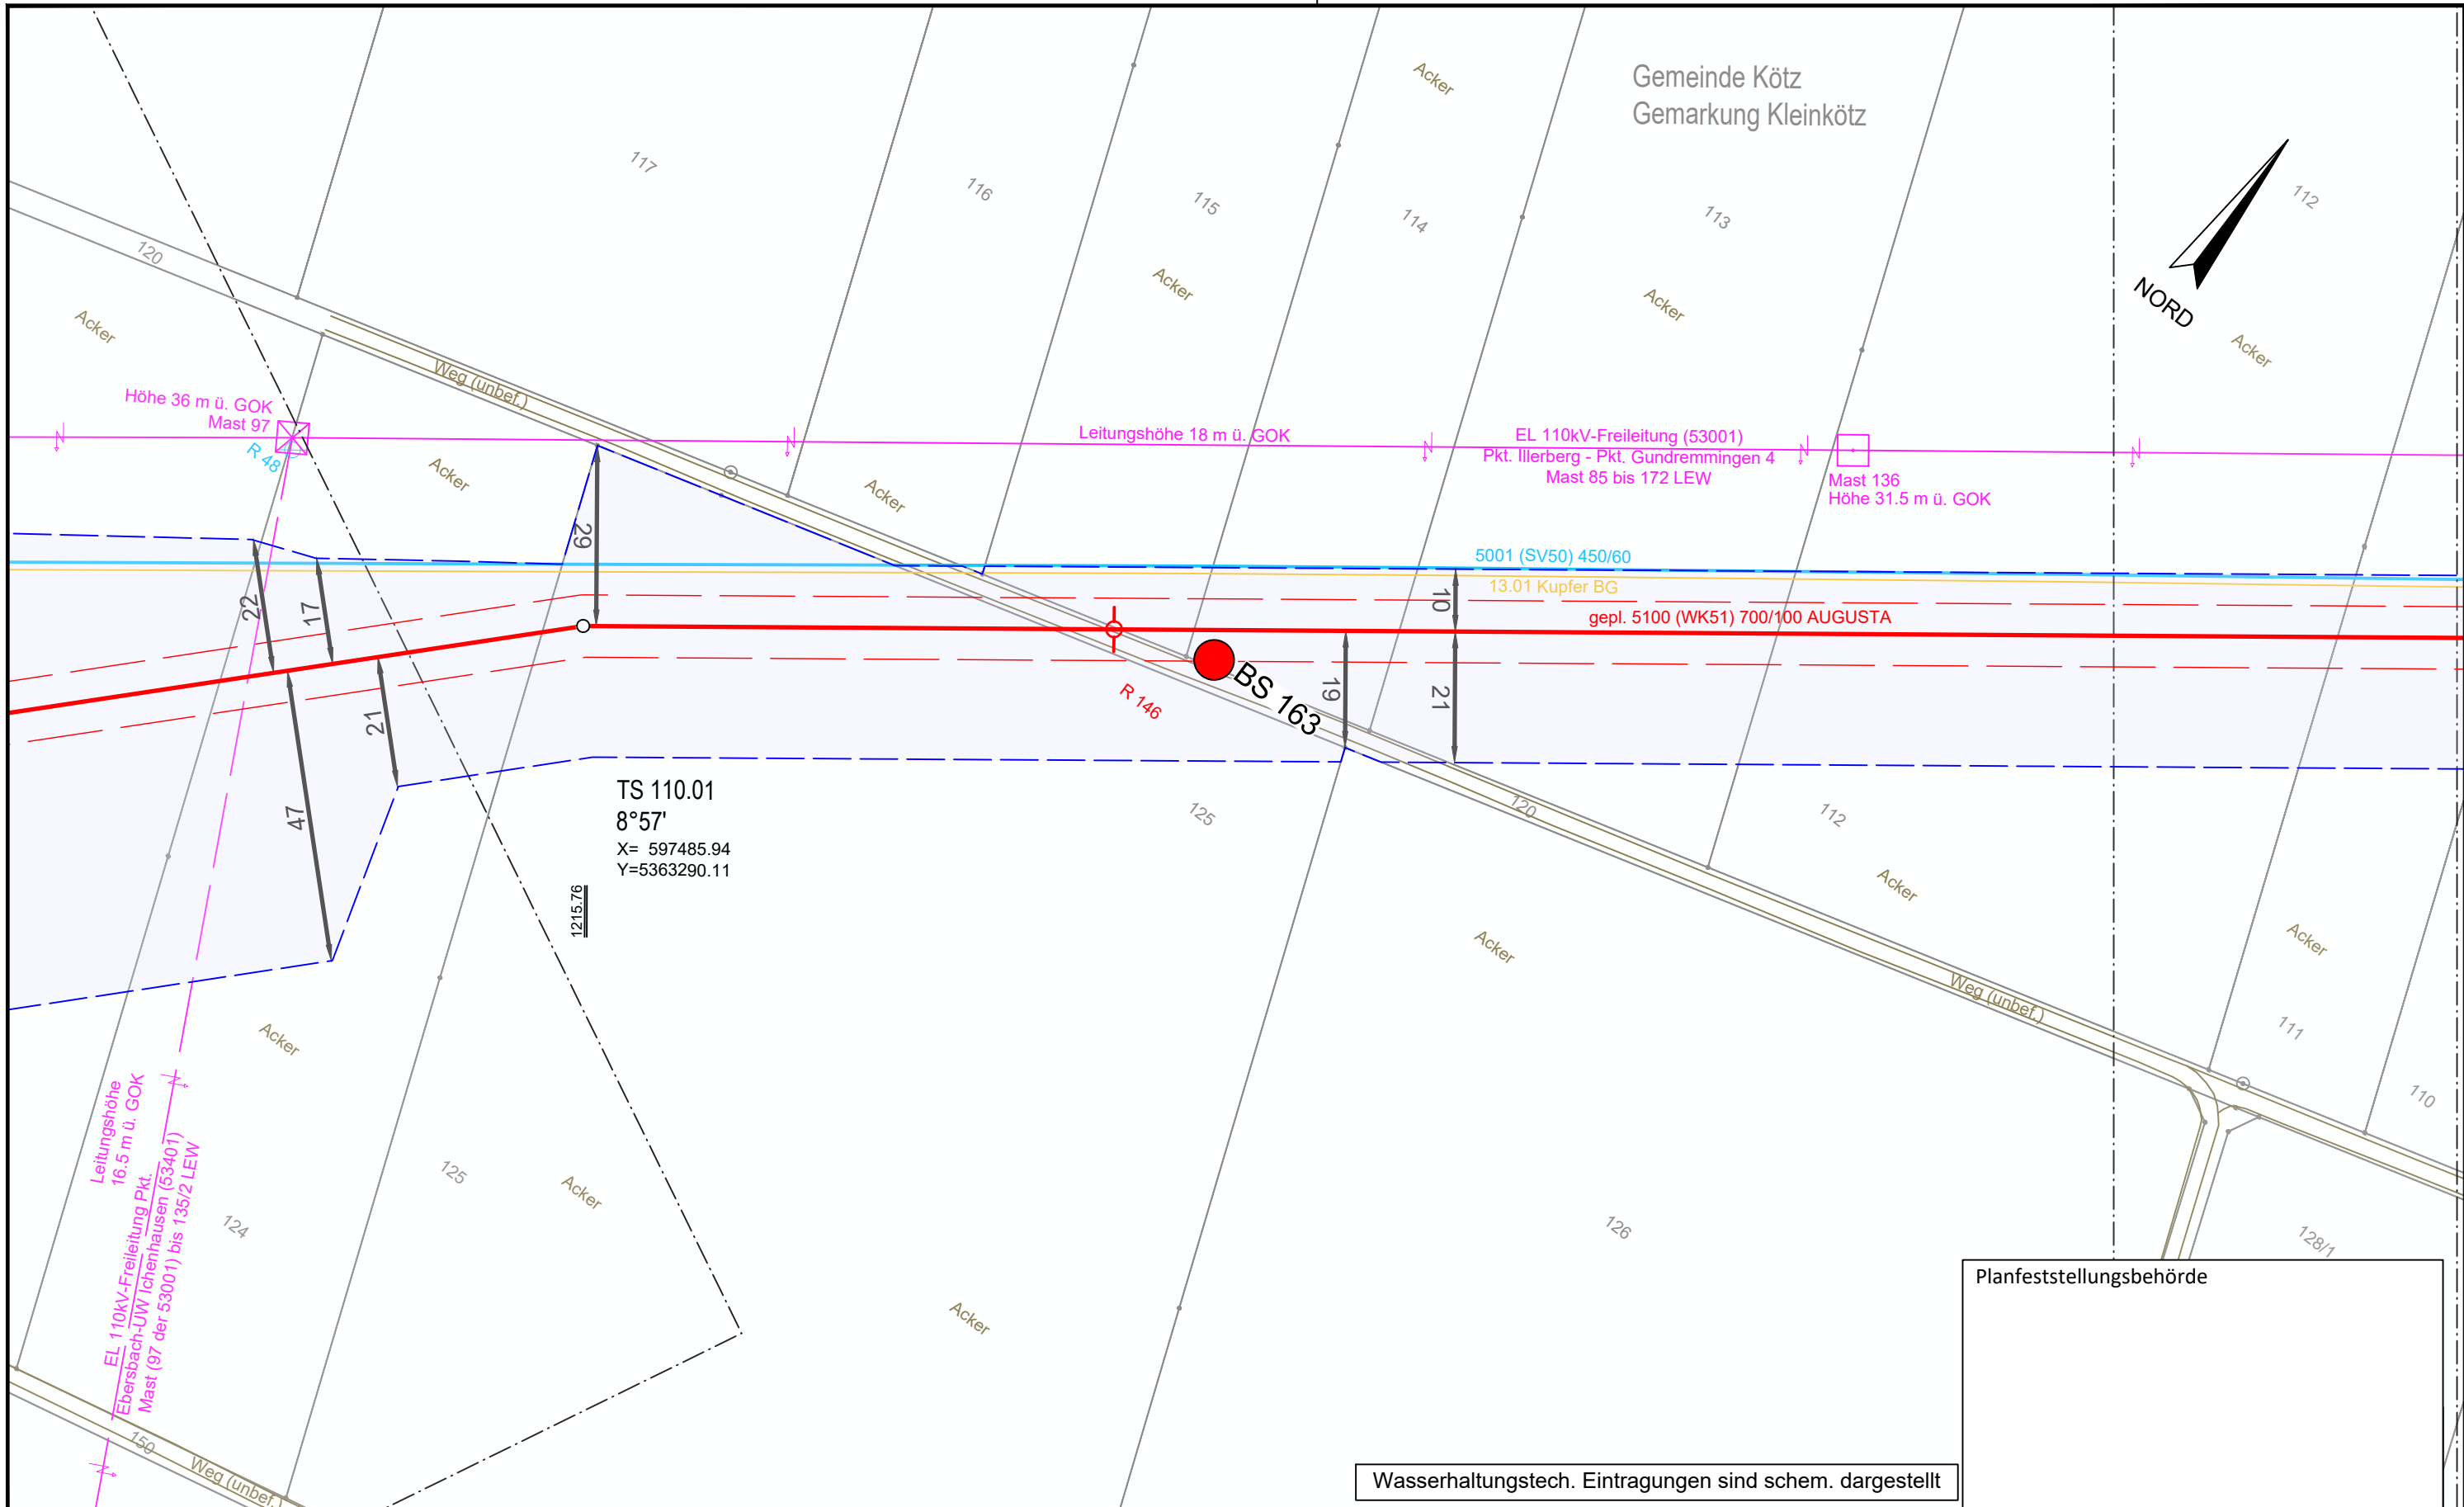 Gemeinde Kötz
Gemarkung Kleinkötz
Acker
117
116
115
114
113
112
120
Acker
Acker
Acker
Acker
NORD
Weg (unbef.)
Höhe 36 m ü. GOK
Mast 97
R 48
Acker
Acker
Leitungshöhe 18 m ü. GOK
EL 110kV-Freileitung (53001)
Pkt. Illerberg - Pkt. Gundremmingen 4
Mast 85 bis 172 LEW
Mast 136
Höhe 31.5 m ü. GOK
29
5001 (SV50) 450/60
13.01 Kupfer BG
gepl. 5100 (WK51) 700/100 AUGUSTA
22
17
10
21
47
R 146
BS 163
19
21
TS 110.01
8°57'
X= 597485.94
Y=5363290.11
1215.76
125
120
112
Acker
Acker
Acker
Weg (unbef.)
111
110
Acker
Leitungshöhe
16.5 m ü. GOK
EL 110kV-Freileitung Pkt.
Ebersbach-UW Ichenhausen (53401)
Mast (97 der 53001) bis 135/2 LEW
124
125
Acker
126
128/1
Acker
150
Weg (unbef.)
Planfeststellungsbehörde
Wasserhaltungstech. Eintragungen sind schem. dargestellt